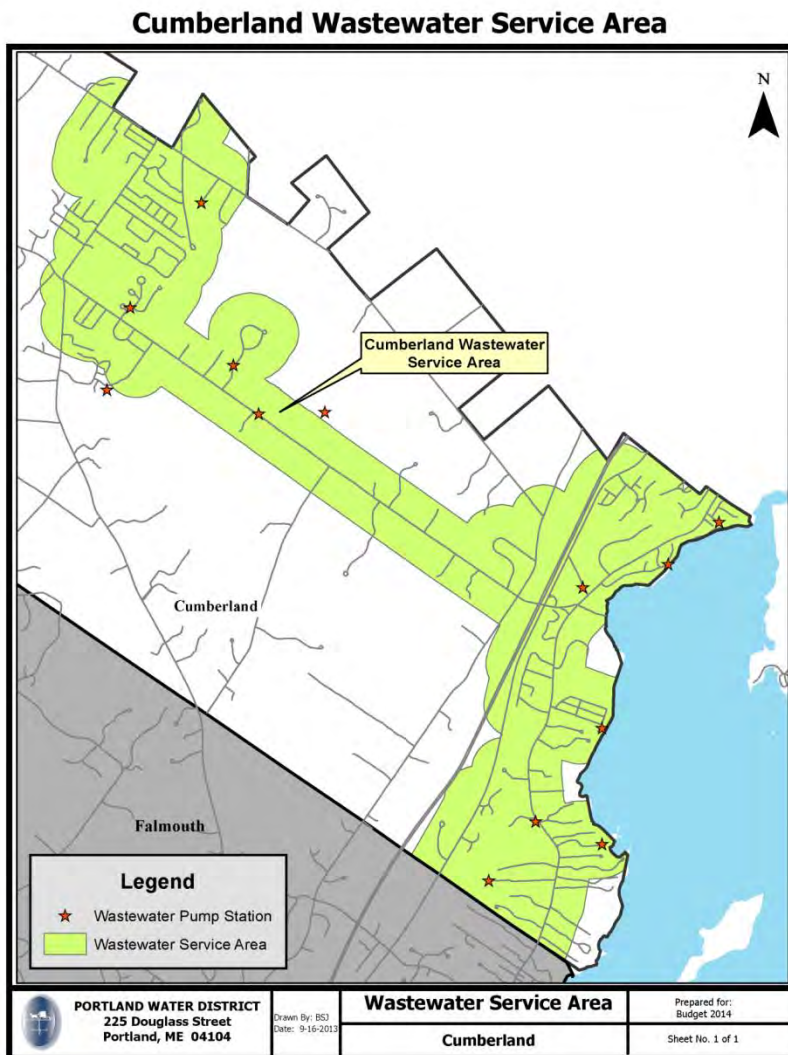 Cumberland Wastewater Service Area
N
Cumberland Wastewater
Service Area
Cumberland
Falmouth
Legend
Wastewater Pump Station
Wastewater Service Area
PORTLAND WATER DISTRICT
225 Douglass Street
Portland, ME 04104
Drawn By: BSJ
Date: 9-16-2013
Wastewater Service Area
Cumberland
Prepared for:
Budget 2014
Sheet No. 1 of 1